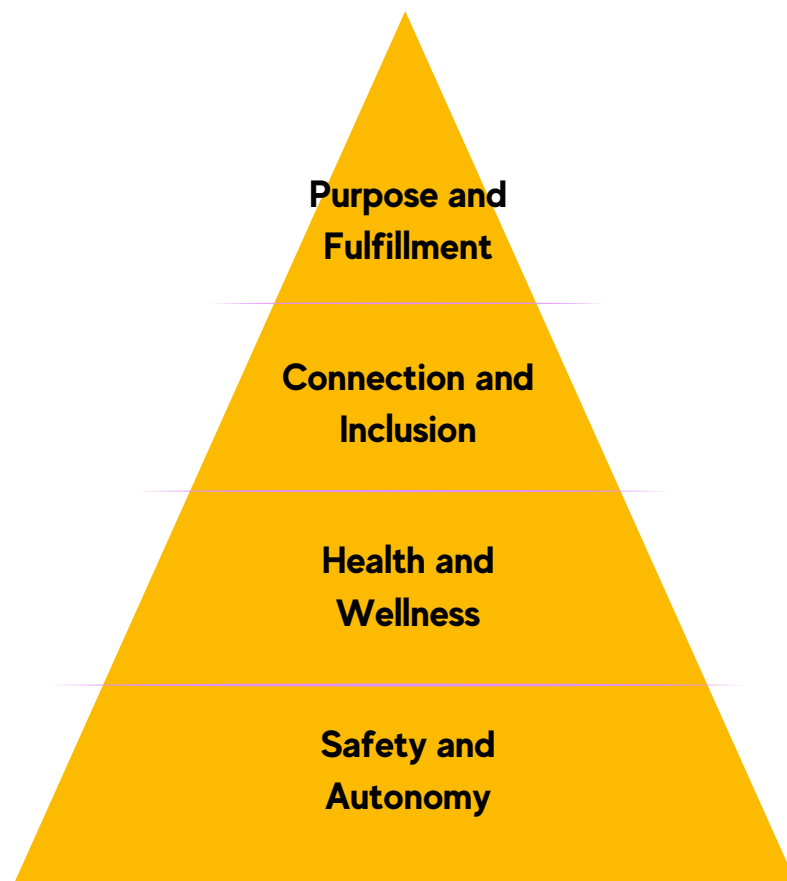 Purpose and
Fulfillment
Connection and
Inclusion
Health and
Wellness
Safety and
Autonomy